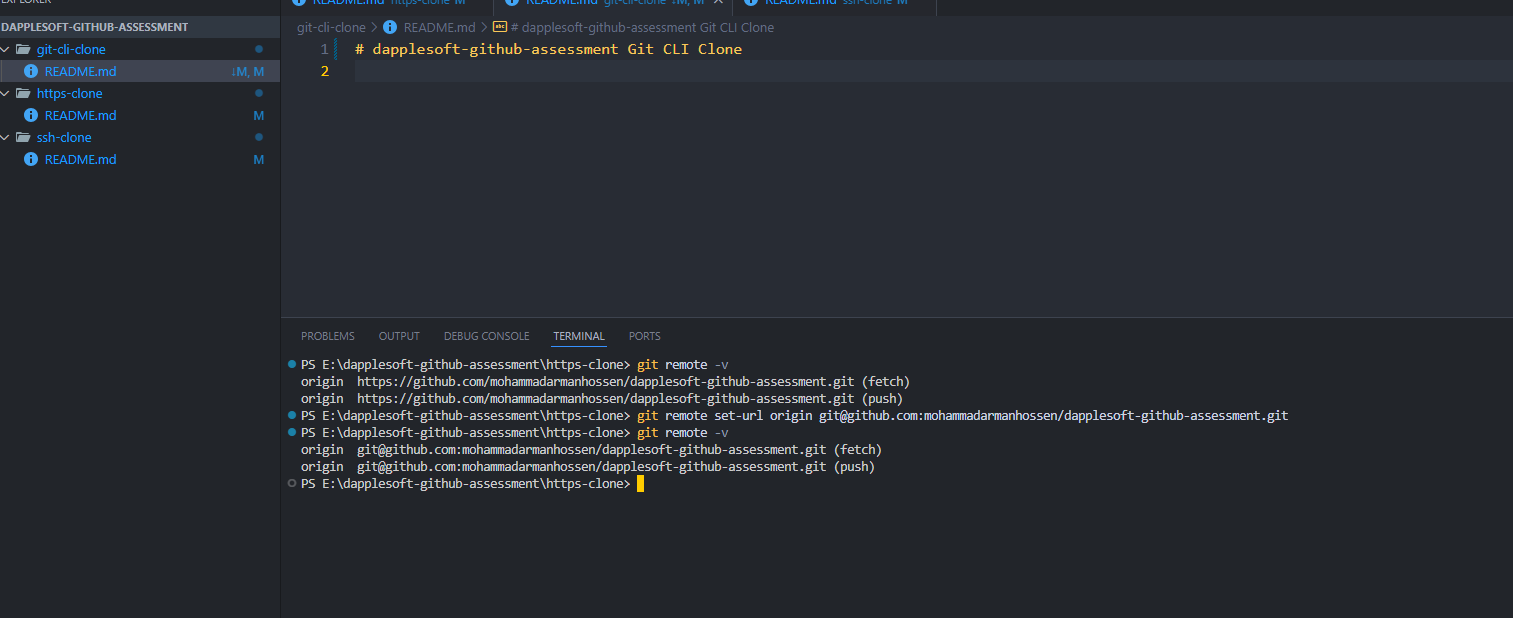 EXPLORER
README.md https-clone M
README.md git-cli-clone ↓M, M
README.md ssh-clone M
DAPPLESOFT-GITHUB-ASSESSMENT
git-cli-clone
README.md ↓M, M
https-clone
README.md M
ssh-clone
README.md M
git-cli-clone > README.md > # dapplesoft-github-assessment Git CLI Clone
1 # dapplesoft-github-assessment Git CLI Clone
2
PROBLEMS OUTPUT DEBUG CONSOLE TERMINAL PORTS
PS E:\dapplesoft-github-assessment\https-clone> git remote -v
origin https://github.com/mohammadarmanhossen/dapplesoft-github-assessment.git (fetch)
origin https://github.com/mohammadarmanhossen/dapplesoft-github-assessment.git (push)
PS E:\dapplesoft-github-assessment\https-clone> git remote set-url origin git@github.com:mohammadarmanhossen/dapplesoft-github-assessment.git
PS E:\dapplesoft-github-assessment\https-clone> git remote -v
origin git@github.com:mohammadarmanhossen/dapplesoft-github-assessment.git (fetch)
origin git@github.com:mohammadarmanhossen/dapplesoft-github-assessment.git (push)
PS E:\dapplesoft-github-assessment\https-clone>